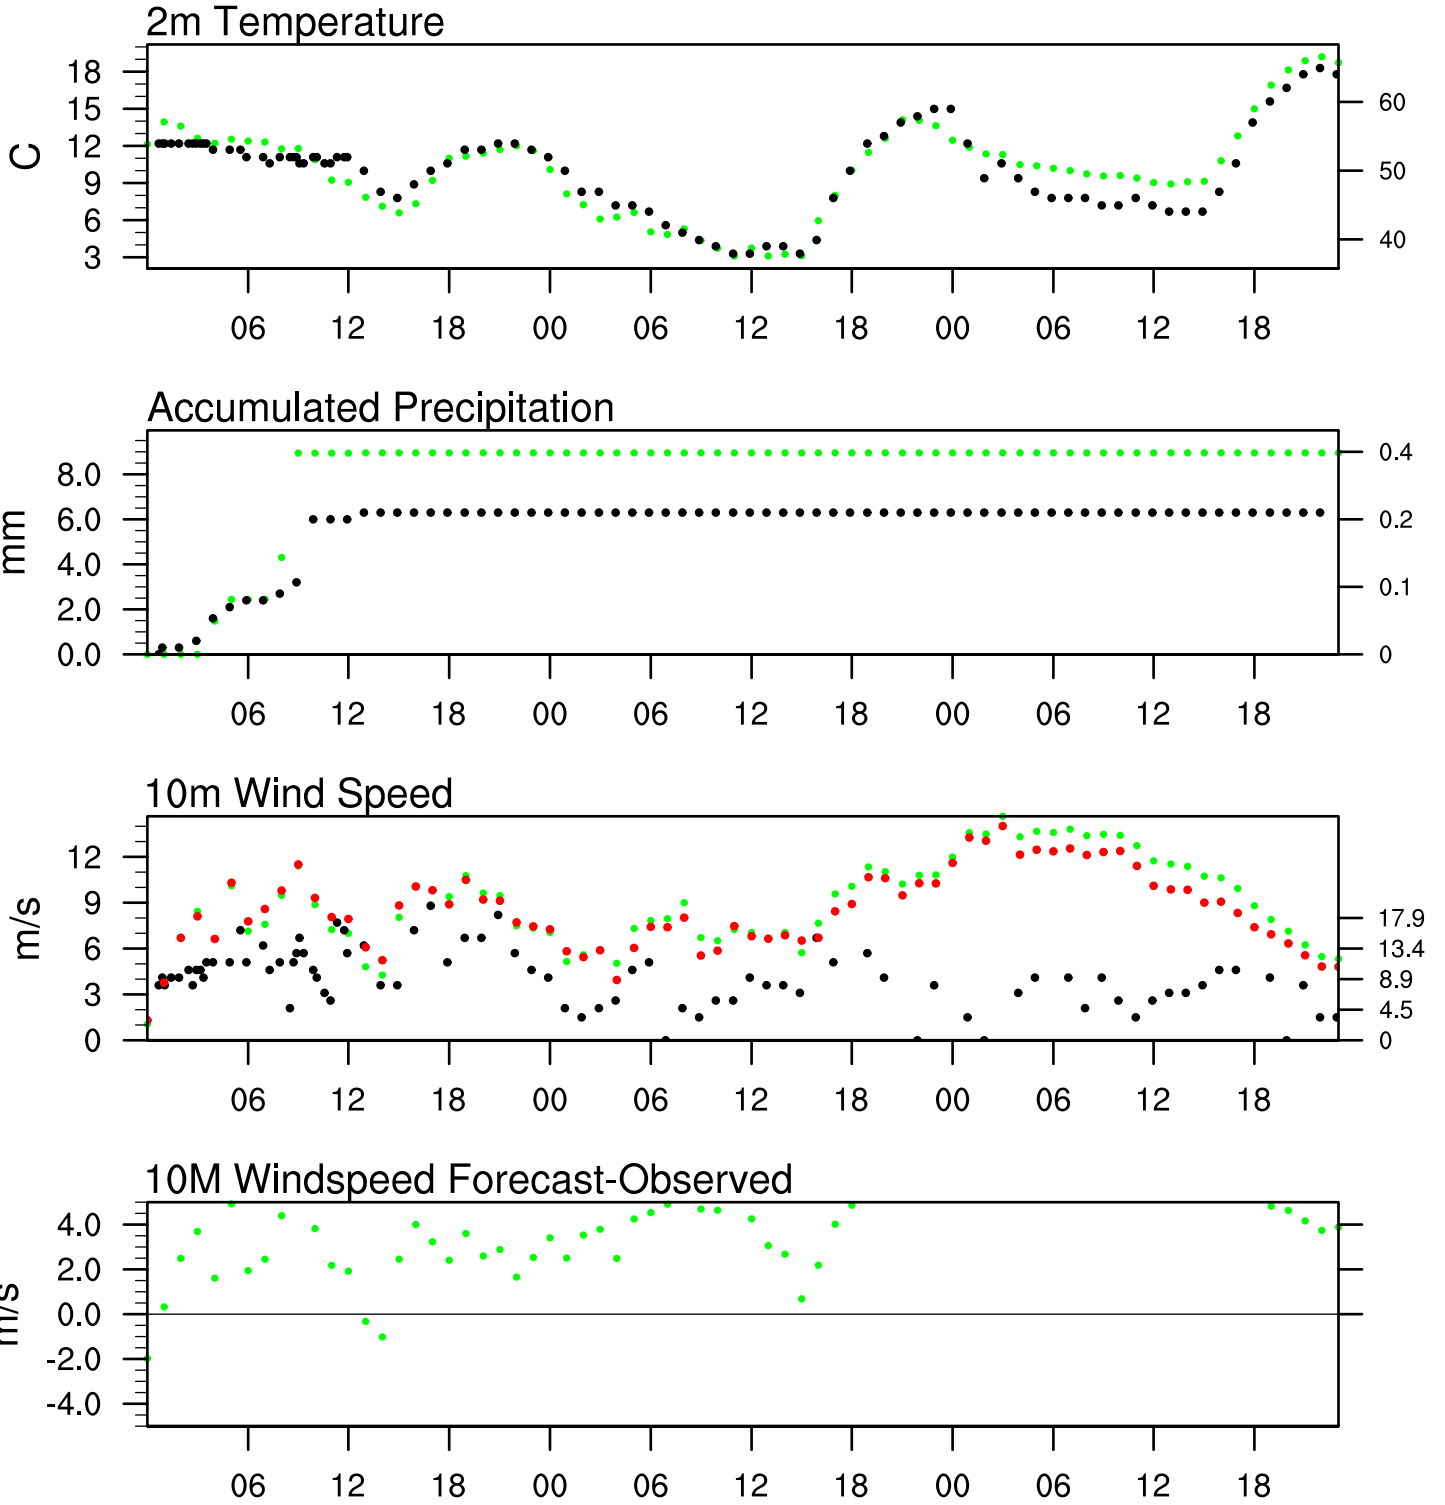 2m Temperature
C
18
15
12
9
6
3
60
50
40
06 12 18 00 06 12 18 00 06 12 18
Accumulated Precipitation
mm
8.0
6.0
4.0
2.0
0.0
0.4
0.2
0.1
0
06 12 18 00 06 12 18 00 06 12 18
10m Wind Speed
m/s
12
9
6
3
0
17.9
13.4
8.9
4.5
0
06 12 18 00 06 12 18 00 06 12 18
10M Windspeed Forecast-Observed
m/s
4.0
2.0
0.0
-2.0
-4.0
06 12 18 00 06 12 18 00 06 12 18